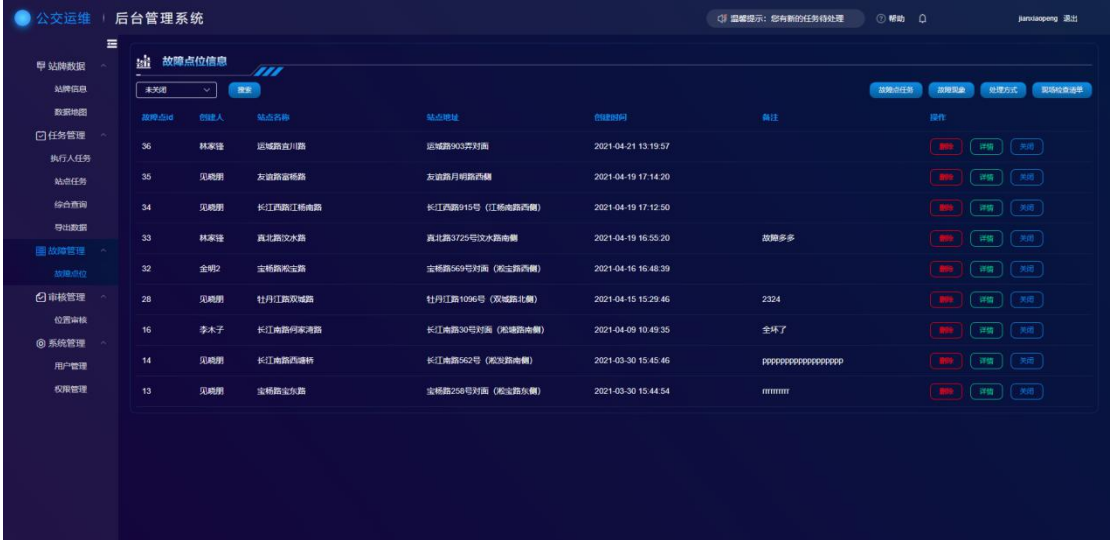 公交运维 后台管理系统 温馨提示：您有新的任务待处理 帮助 jianxiaopeng 退出
站牌数据
站牌信息
数据地图
任务管理
执行人任务
站点任务
综合查询
导出数据
故障管理
故障点位
审核管理
位置审核
系统管理
用户管理
权限管理
故障点位信息
未关闭 搜索 故障点任务 故障现象 处理方式 现场检查清单
故障点id 创建人 站点名称 站点地址 创建时间 备注 操作
36 林家锋 运城路宜川路 运城路903弄对面 2021-04-21 13:19:57 删除 详情 关闭
35 见晓朋 友谊路富杨路 友谊路月明路西侧 2021-04-19 17:14:20 删除 详情 关闭
34 见晓朋 长江西路江杨南路 长江西路915号（江杨南路西侧） 2021-04-19 17:12:50 删除 详情 关闭
33 林家锋 真北路汶水路 真北路3725号汶水路南侧 2021-04-19 16:55:20 故障多多 删除 详情 关闭
32 金明2 宝杨路淞宝路 宝杨路569号对面（淞宝路西侧） 2021-04-16 16:48:39 删除 详情 关闭
28 见晓朋 牡丹江路双城路 牡丹江路1096号（双城路北侧） 2021-04-15 15:29:46 2324 删除 详情 关闭
16 李木子 长江南路何家湾路 长江南路30号对面（淞塘路南侧） 2021-04-09 10:49:35 全坏了 删除 详情 关闭
14 见晓朋 长江南路西塘桥 长江南路562号（淞发路南侧） 2021-03-30 15:45:46 pppppppppppppppppp 删除 详情 关闭
13 见晓朋 宝杨路宝东路 宝杨路258号对面（淞宝路东侧） 2021-03-30 15:44:54 rrrrrrrrrr 删除 详情 关闭